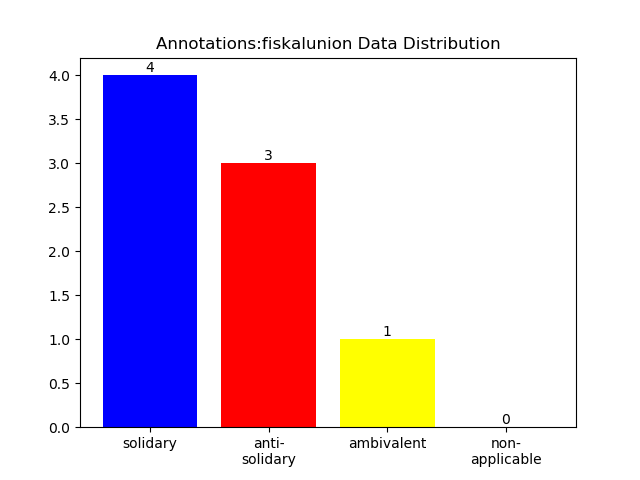 Annotations:fiskalunion Data Distribution
4.0
3.5
3.0
2.5
2.0
1.5
1.0
0.5
0.0
4
3
1
0
solidary
anti-
solidary
ambivalent
non-
applicable